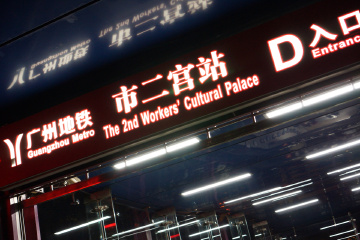 广州地铁
Guangzhou Metro
市二宫站
The 2nd Workers' Cultural Palace
D 入口
Entrance